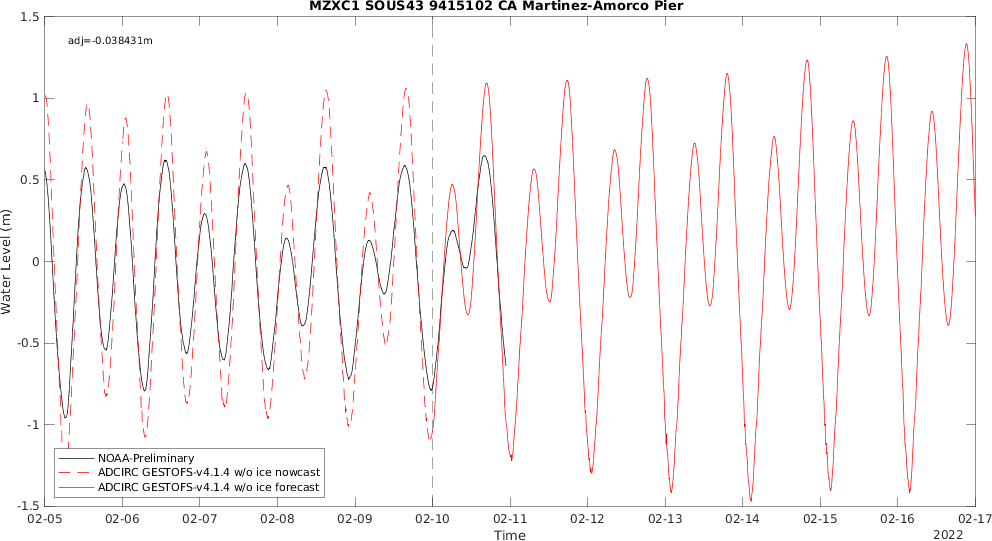 MZXC1 SOUS43 9415102 CA Martinez-Amorco Pier
adj=-0.038431m
1.5
1
0.5
0
-0.5
-1
-1.5
Water Level (m)
NOAA-Preliminary
ADCIRC GESTOFS-v4.1.4 w/o ice nowcast
ADCIRC GESTOFS-v4.1.4 w/o ice forecast
02-05 02-06 02-07 02-08 02-09 02-10 02-11 02-12 02-13 02-14 02-15 02-16 02-17
Time
2022